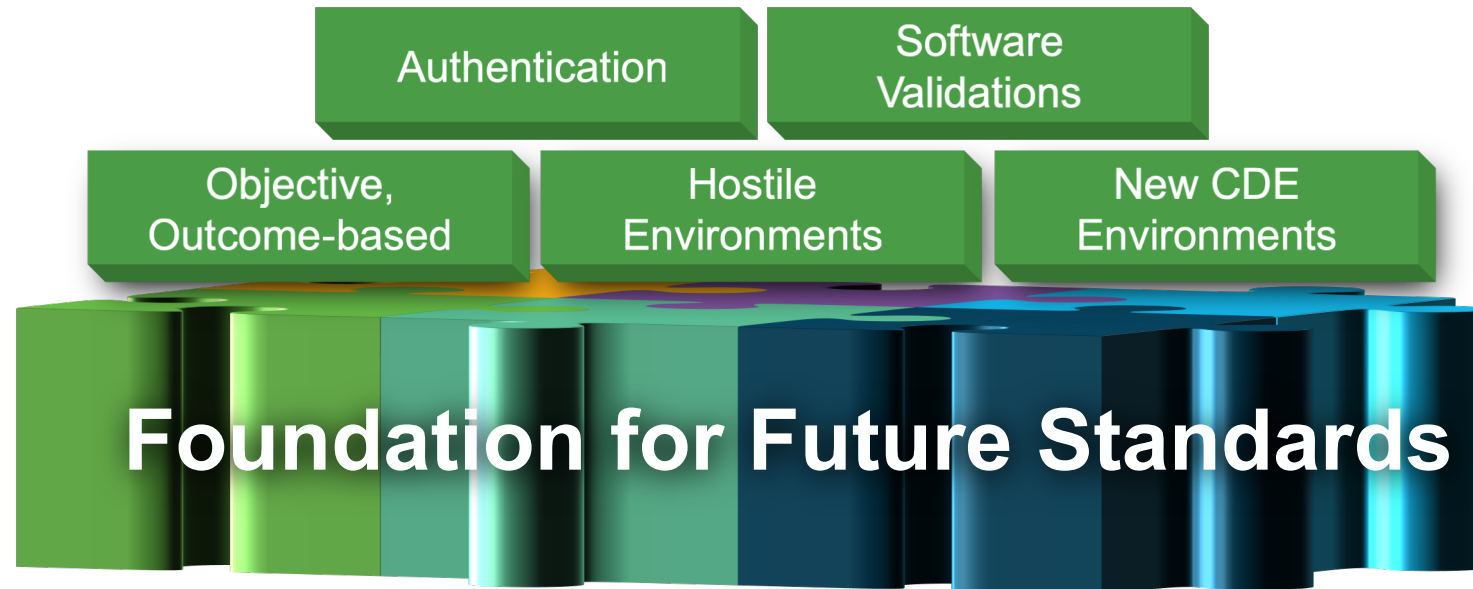 Authentication
Software
Validations
Objective,
Outcome-based
Hostile
Environments
New CDE
Environments
Foundation for Future Standards